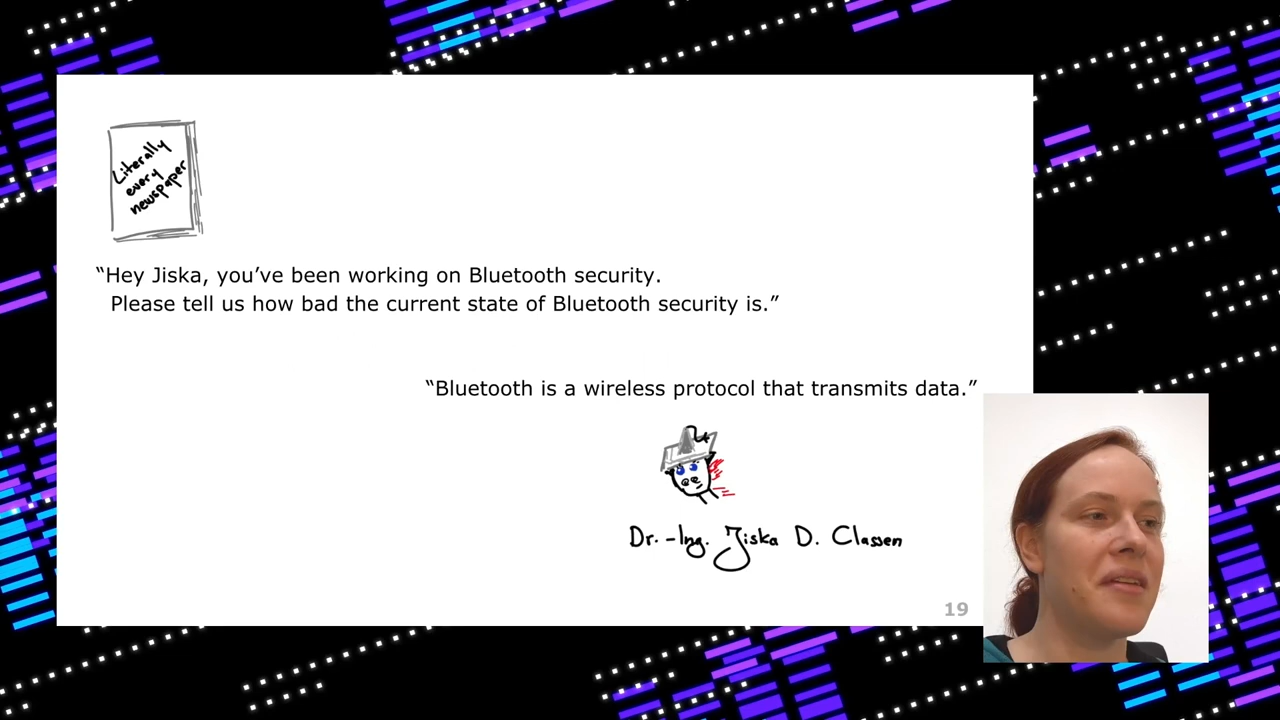 Literally
every
newspaper
“Hey Jiska, you’ve been working on Bluetooth security.
Please tell us how bad the current state of Bluetooth security is.”
“Bluetooth is a wireless protocol that transmits data.”
Dr.-Ing. Jiska D. Classen
19